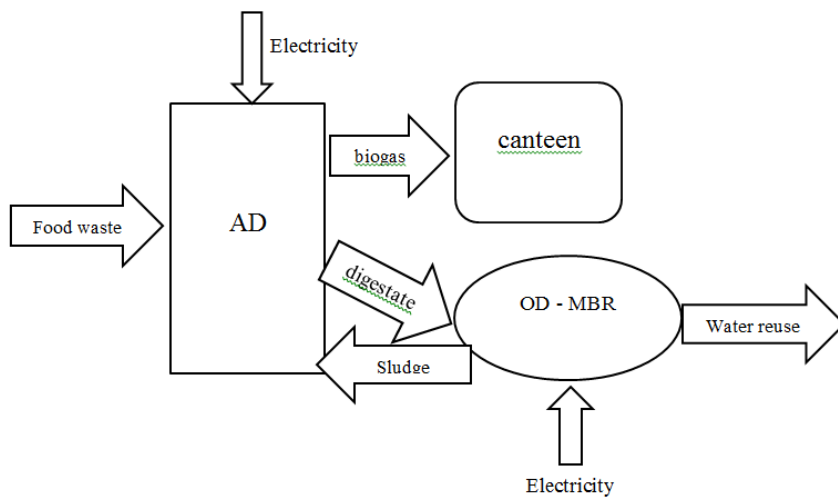 Electricity
canteen
biogas
Food waste
AD
digestate
OD - MBR
Water reuse
Sludge
Electricity